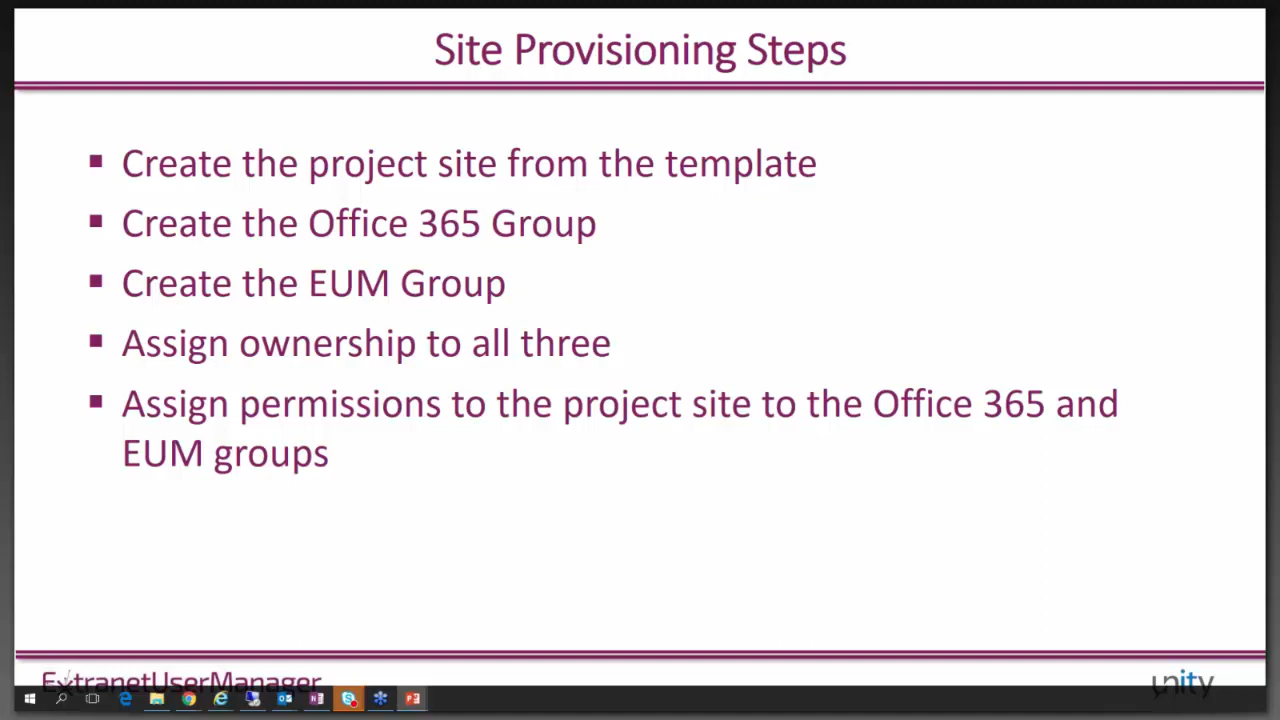 Site Provisioning Steps
Create the project site from the template
Create the Office 365 Group
Create the EUM Group
Assign ownership to all three
Assign permissions to the project site to the Office 365 and
EUM groups
ExtranetUserManager
unity